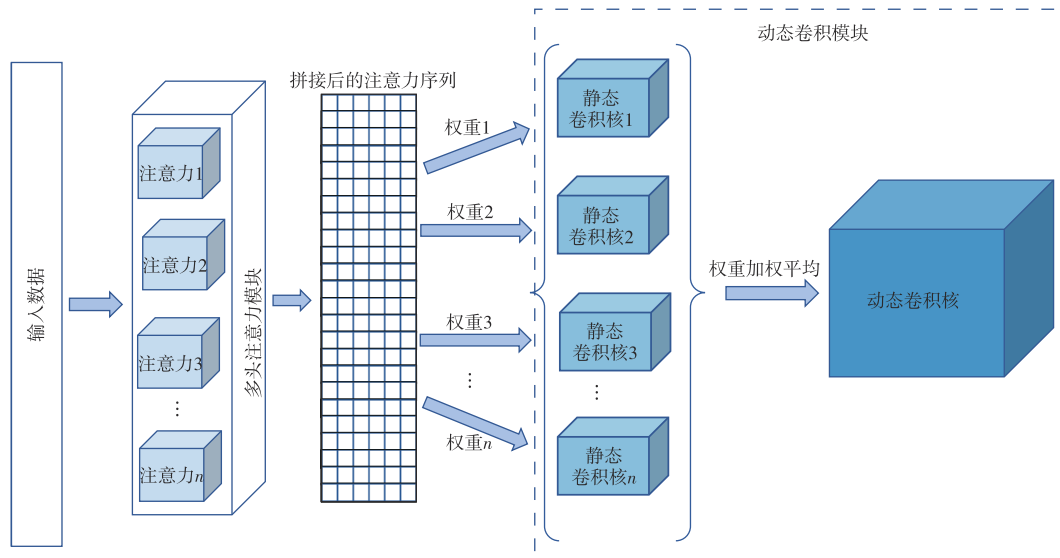 输入数据
注意力1
注意力2
注意力3
⋮
注意力n
多头注意力模块
拼接后的注意力序列
权重1
权重2
权重3
⋮
权重n
动态卷积模块
静态
卷积核1
静态
卷积核2
静态
卷积核3
⋮
静态
卷积核n
权重加权平均
动态卷积核